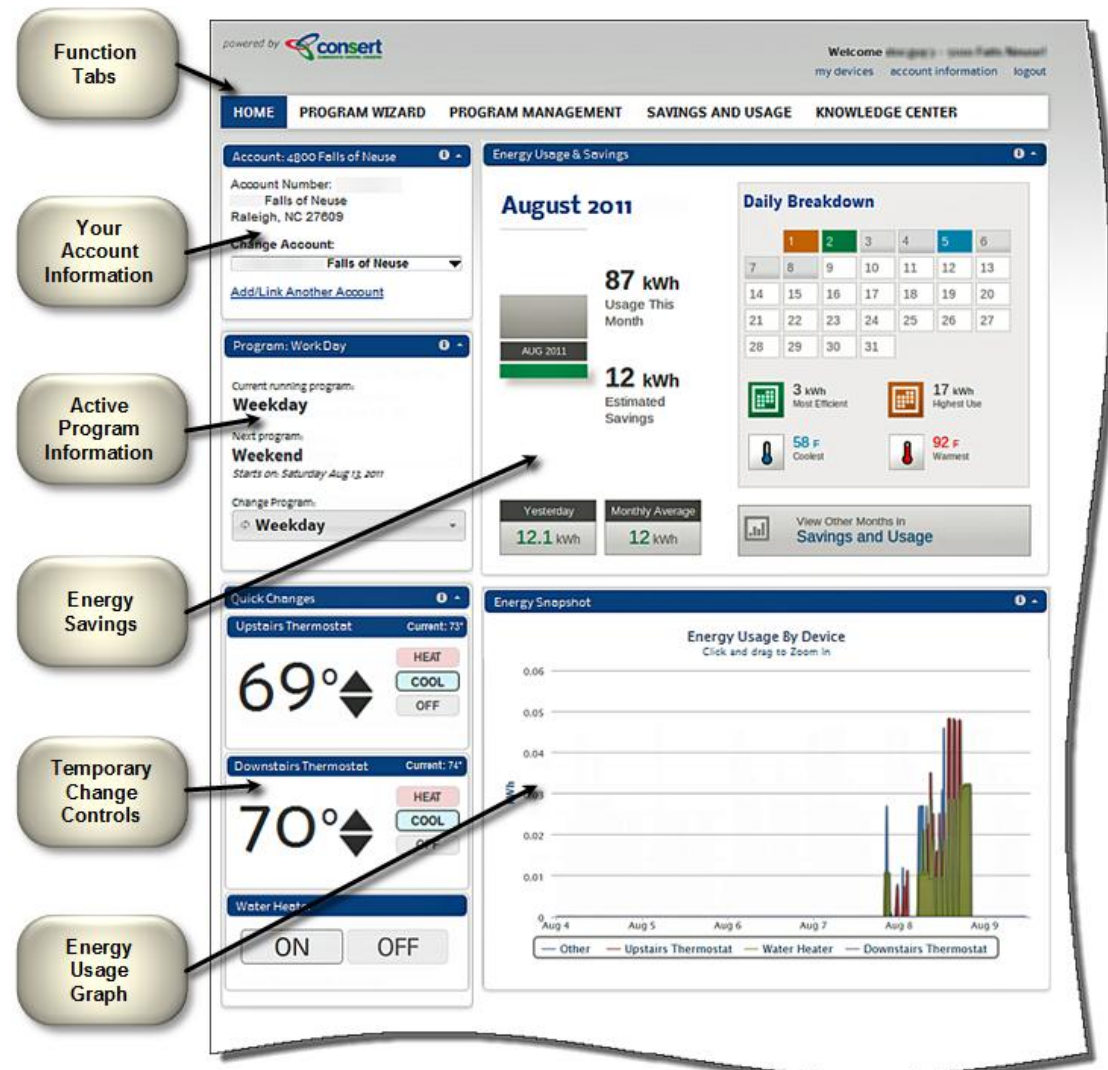 Function
Tabs
Your
Account
Information
Active
Program
Information
Energy
Savings
Temporary
Change
Controls
Energy
Usage
Graph
powered by consert
Welcome
my devices account information logout
HOME PROGRAM WIZARD PROGRAM MANAGEMENT SAVINGS AND USAGE KNOWLEDGE CENTER
Account: 4800 Falls of Neuse
Account Number:
Falls of Neuse
Raleigh, NC 27609
Change Account:
Falls of Neuse
Add/Link Another Account
Program: Work Day
Current running program:
Weekday
Next program:
Weekend
Starts on: Saturday Aug 13, 2011
Change Program:
Weekday
Energy Usage & Savings
August 2011
87 kWh
Usage This
Month
AUG 2011
12 kWh
Estimated
Savings
Yesterday
12.1 kWh
Monthly Average
12 kWh
Daily Breakdown
1 2 3 4 5 6
7 8 9 10 11 12 13
14 15 16 17 18 19 20
21 22 23 24 25 26 27
28 29 30 31
3 kWh
Most Efficient
17 kWh
Highest Use
58 F
Coolest
92 F
Warmest
View Other Months in
Savings and Usage
Quick Changes
Upstairs Thermostat Current: 73°
69°
HEAT
COOL
OFF
Downstairs Thermostat Current: 74°
70°
HEAT
COOL
OFF
Water Heater
ON OFF
Energy Snapshot
Energy Usage By Device
Click and drag to Zoom In
0.06
0.05
0.04
0.03
0.02
0.01
0
kWh
Aug 4 Aug 5 Aug 6 Aug 7 Aug 8 Aug 9
Other Upstairs Thermostat Water Heater Downstairs Thermostat